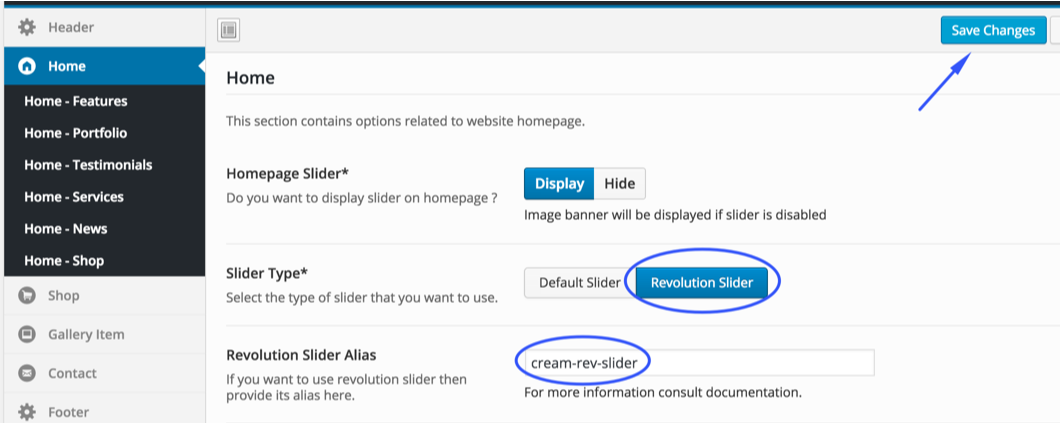 Header
Home
Home - Features
Home - Portfolio
Home - Testimonials
Home - Services
Home - News
Home - Shop
Shop
Gallery Item
Contact
Footer
Save Changes
Home
This section contains options related to website homepage.
Homepage Slider*
Do you want to display slider on homepage ?
Display Hide
Image banner will be displayed if slider is disabled
Slider Type*
Select the type of slider that you want to use.
Default Slider Revolution Slider
Revolution Slider Alias
If you want to use revolution slider then
provide its alias here.
cream-rev-slider
For more information consult documentation.